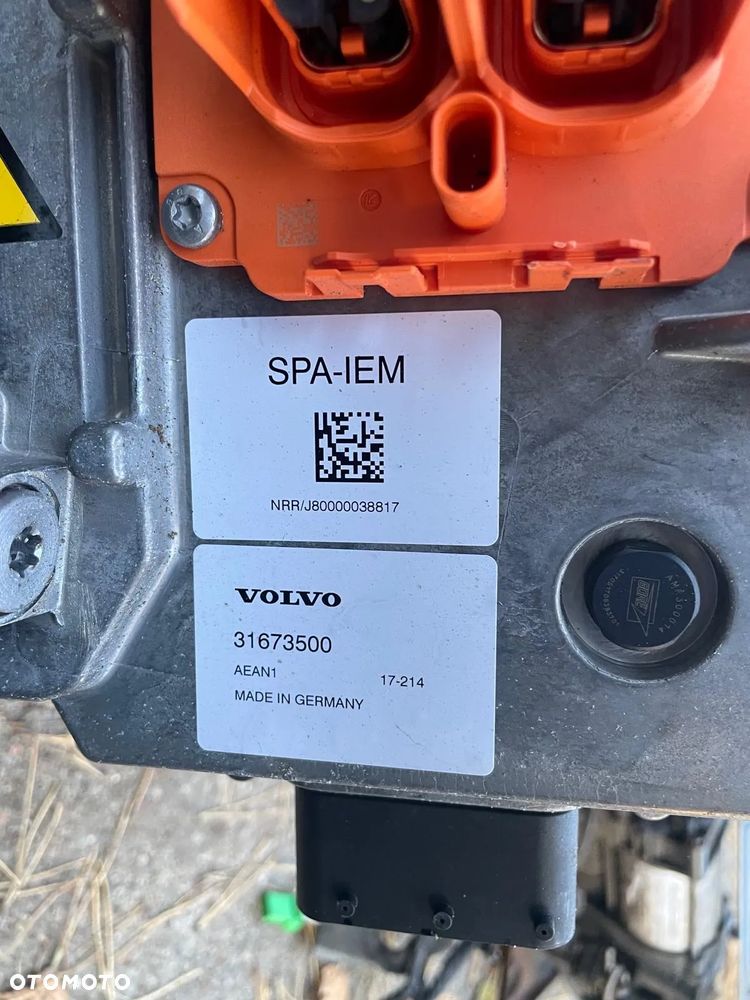 SPA-IEM
NRR/J80000038817
VOLVO
31673500
AEAN1 17-214
MADE IN GERMANY
OTOMOTO